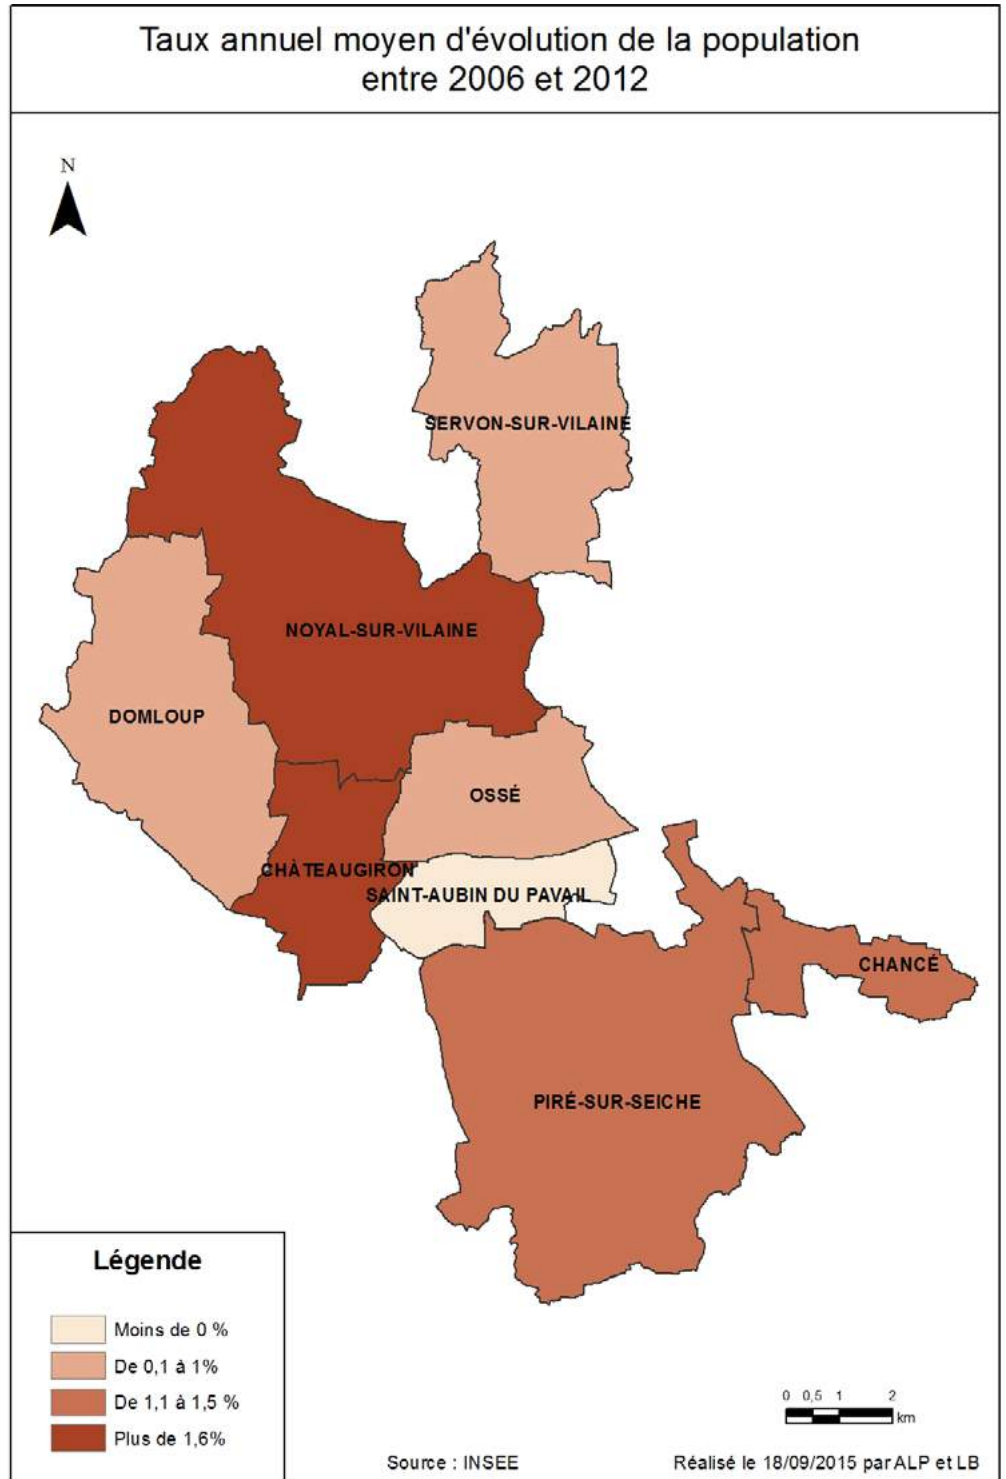 Taux annuel moyen d'évolution de la population
entre 2006 et 2012
N
SERVON-SUR-VILAINE
NOYAL-SUR-VILAINE
DOMLOUP
OSSÉ
CHÀTEAUGIRON
SAINT-AUBIN DU PAVAIL
CHANCÉ
PIRÉ-SUR-SEICHE
Légende
Moins de 0 %
De 0,1 à 1%
De 1,1 à 1,5 %
Plus de 1,6%
0 0,5 1 2
km
Source : INSEE
Réalisé le 18/09/2015 par ALP et LB